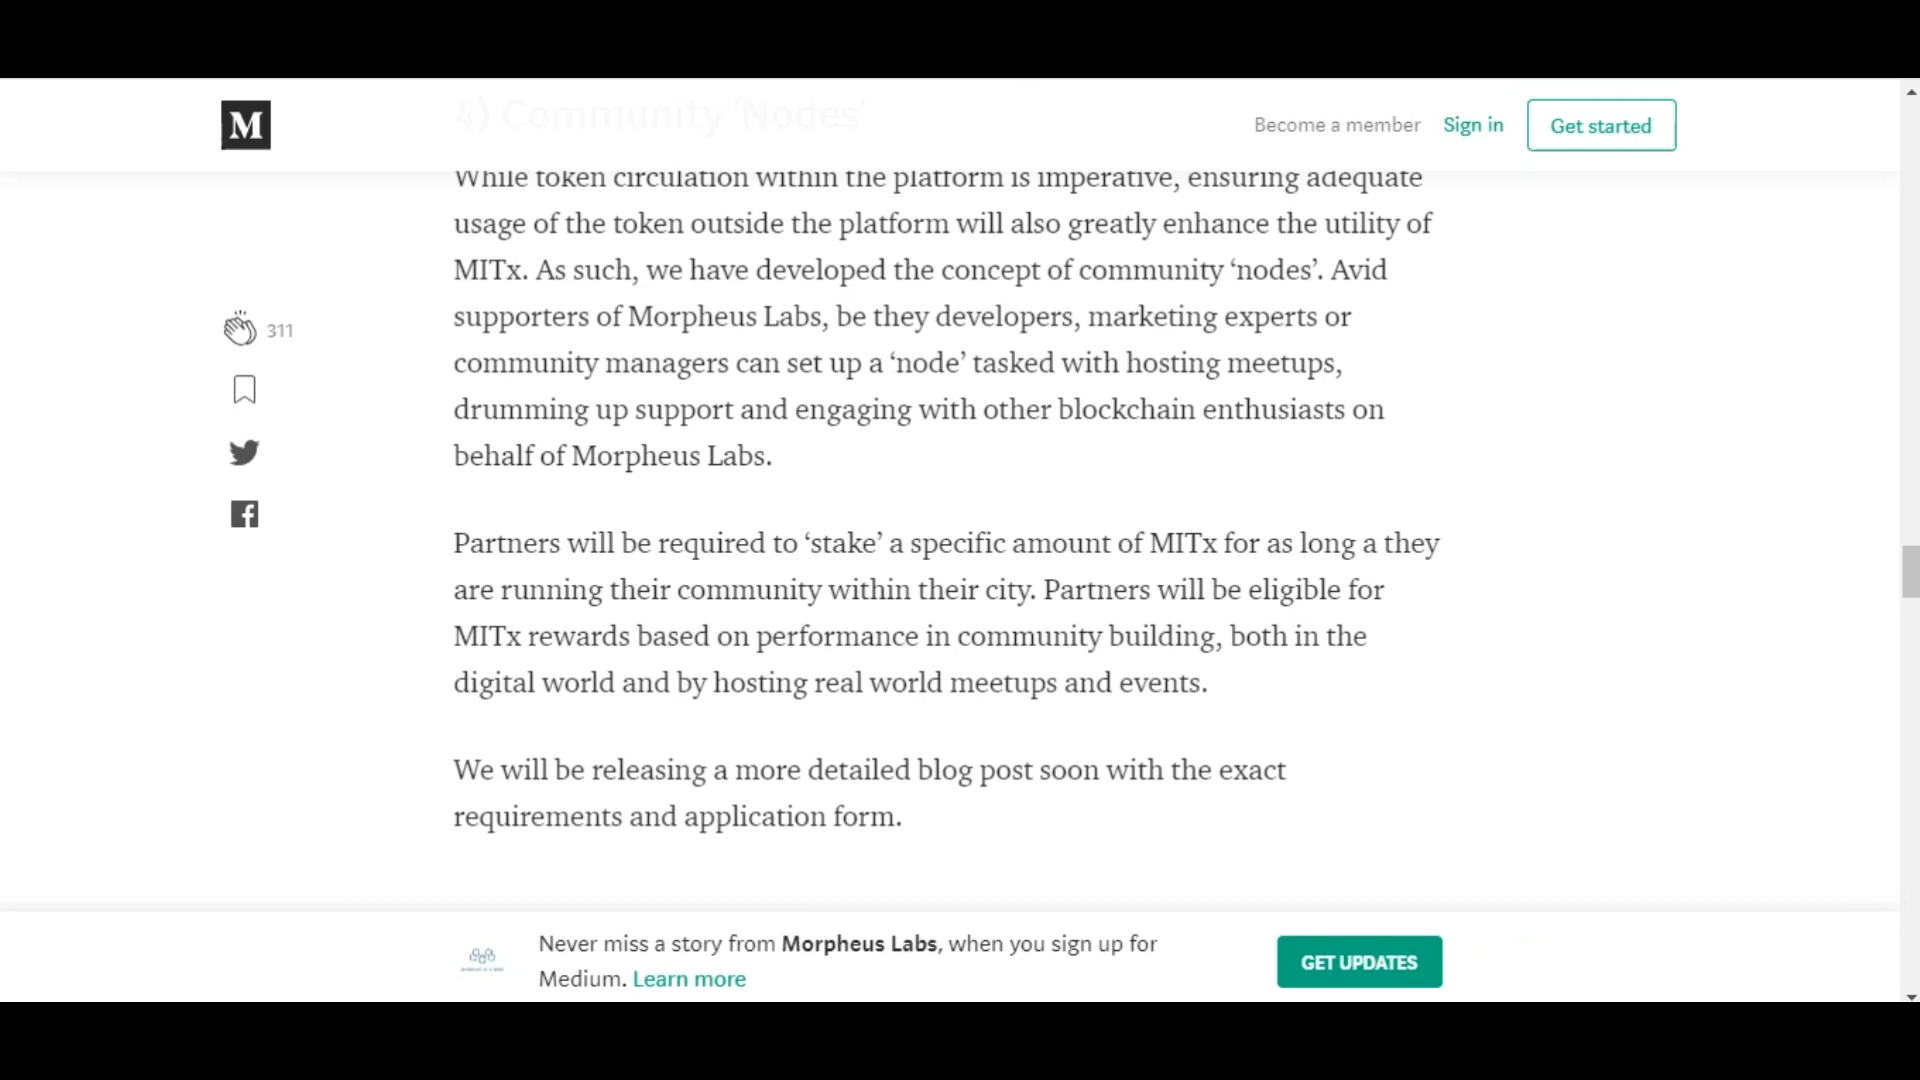 M
4) Community ‘Nodes’
Become a member
Sign in
Get started
While token circulation within the platform is imperative, ensuring adequate
usage of the token outside the platform will also greatly enhance the utility of
MITx. As such, we have developed the concept of community ‘nodes’. Avid
supporters of Morpheus Labs, be they developers, marketing experts or
community managers can set up a ‘node’ tasked with hosting meetups,
drumming up support and engaging with other blockchain enthusiasts on
behalf of Morpheus Labs.
311
Partners will be required to ‘stake’ a specific amount of MITx for as long a they
are running their community within their city. Partners will be eligible for
MITx rewards based on performance in community building, both in the
digital world and by hosting real world meetups and events.
We will be releasing a more detailed blog post soon with the exact
requirements and application form.
Never miss a story from Morpheus Labs, when you sign up for
Medium. Learn more
GET UPDATES